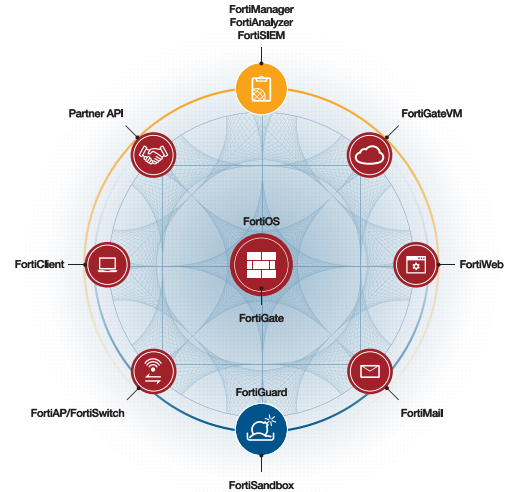 FortiManager
FortiAnalyzer
FortiSIEM
Partner API
FortiGateVM
FortiOS
FortiClient
FortiWeb
FortiGate
FortiGuard
FortiAP/FortiSwitch
FortiMail
FortiSandbox